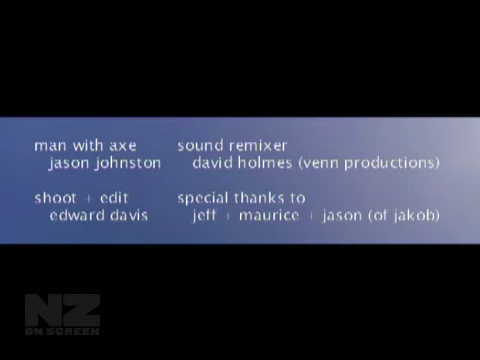 man with axe
jason johnston
sound remixer
david holmes (venn productions)
shoot + edit
edward davis
special thanks to
jeff + maurice + jason (of jakob)
NZ
ON SCREEN